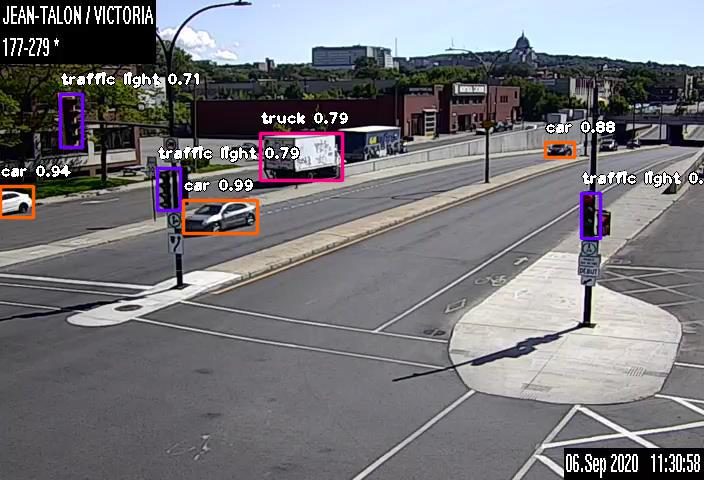 JEAN-TALON / VICTORIA
177-279 *
traffic light 0.71
truck 0.79
car 0.88
traffic light 0.79
car 0.94
car 0.99
traffic light 0.
DÉBUT
06.Sep 2020 11:30:58